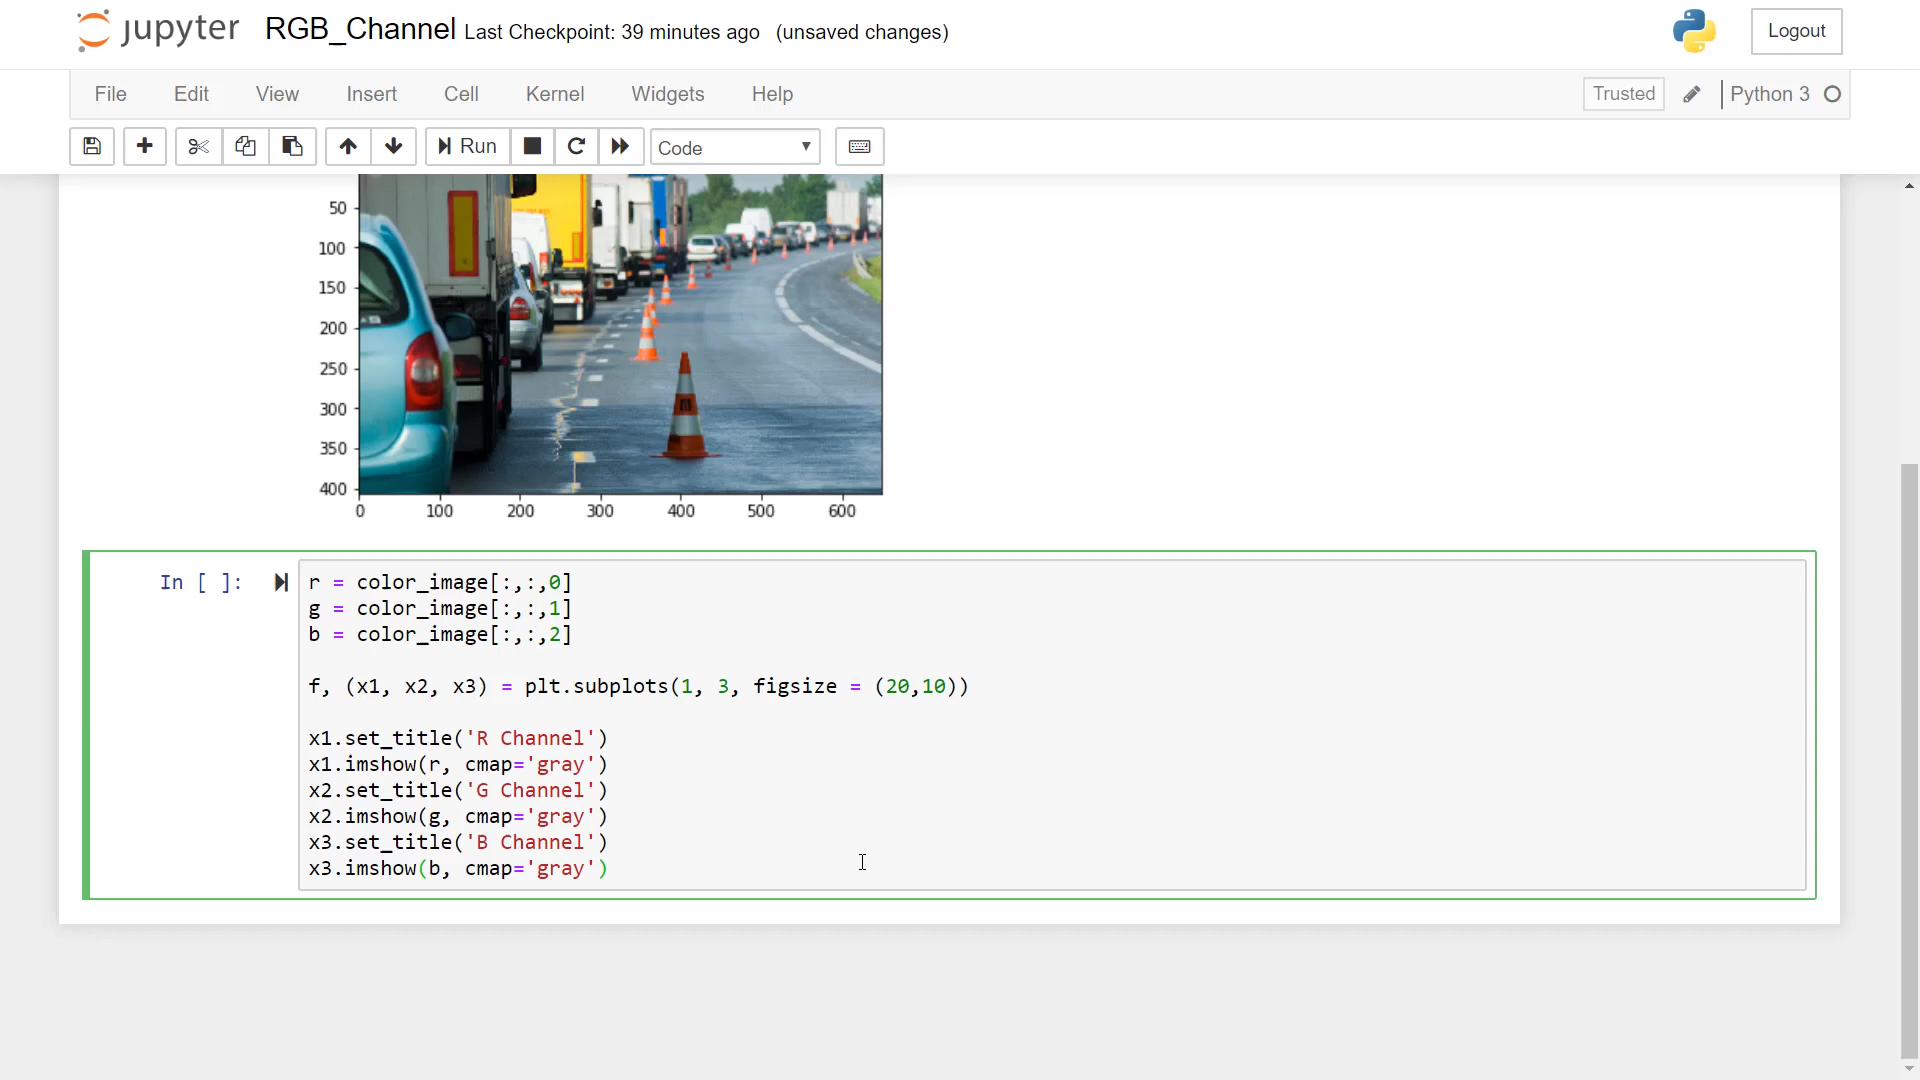 jupyter RGB_Channel Last Checkpoint: 39 minutes ago (unsaved changes) Logout
File Edit View Insert Cell Kernel Widgets Help Trusted Python 3
Run Code
50
100
150
200
250
300
350
400
0 100 200 300 400 500 600
In [ ]:
r = color_image[:,:,0]
g = color_image[:,:,1]
b = color_image[:,:,2]
f, (x1, x2, x3) = plt.subplots(1, 3, figsize = (20,10))
x1.set_title('R Channel')
x1.imshow(r, cmap='gray')
x2.set_title('G Channel')
x2.imshow(g, cmap='gray')
x3.set_title('B Channel')
x3.imshow(b, cmap='gray')